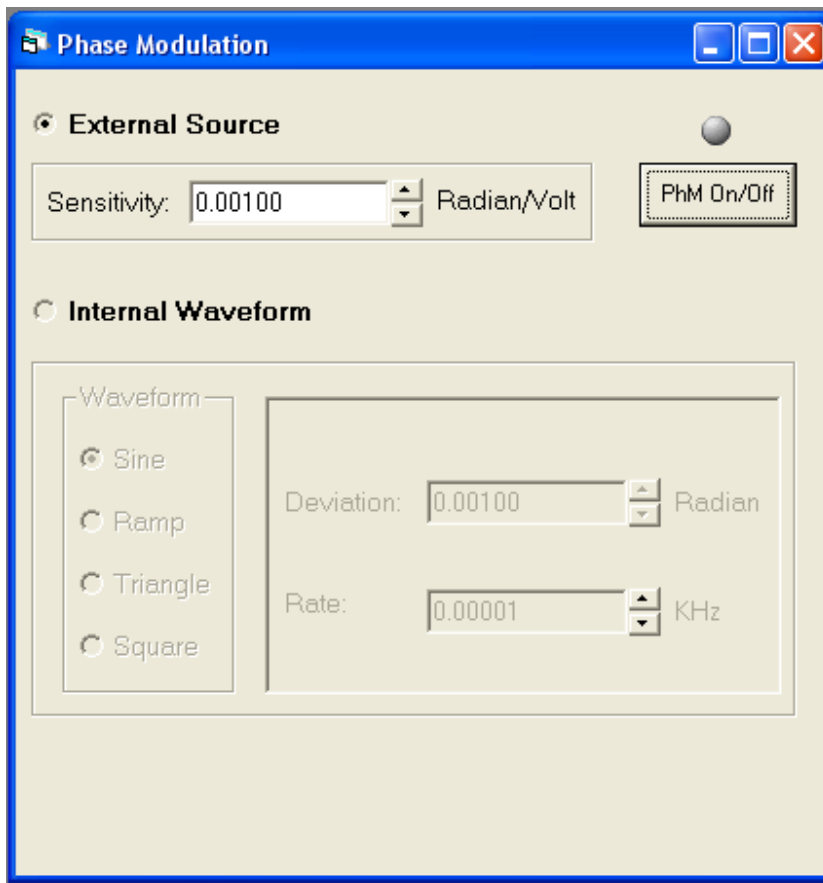 Phase Modulation
External Source
Sensitivity: 0.00100 Radian/Volt
PhM On/Off
Internal Waveform
Waveform
Sine
Ramp
Triangle
Square
Deviation: 0.00100 Radian
Rate: 0.00001 KHz